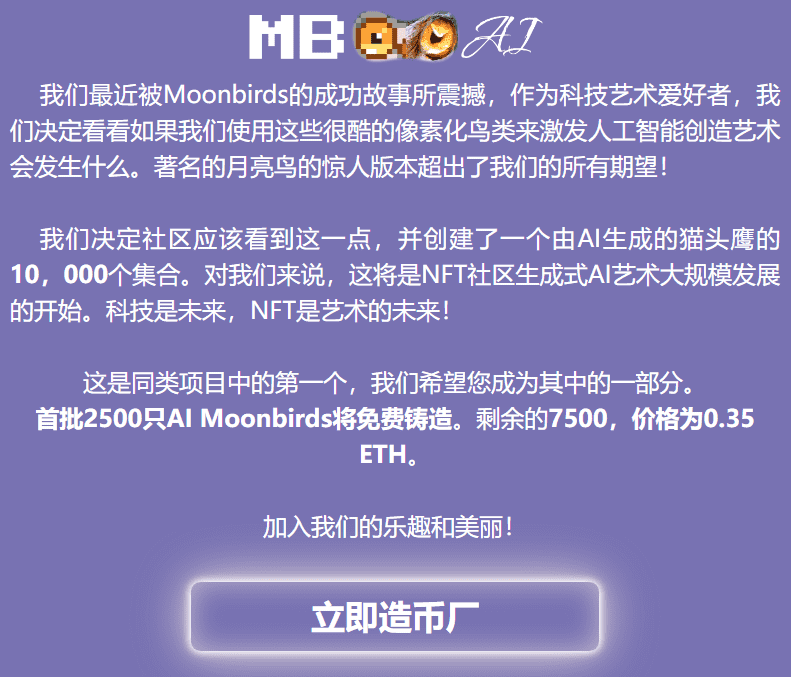 MB AI
我们最近被Moonbirds的成功故事所震撼，作为科技艺术爱好者，我
们决定看看如果我们使用这些很酷的像素化鸟类来激发人工智能创造艺术
会发生什么。著名的月亮鸟的惊人版本超出了我们的所有期望！
我们决定社区应该看到这一点，并创建了一个由AI生成的猫头鹰的
10，000个集合。对我们来说，这将是NFT社区生成式AI艺术大规模发展
的开始。科技是未来，NFT是艺术的未来！
这是同类项目中的第一个，我们希望您成为其中的一部分。
首批2500只AI Moonbirds将免费铸造。剩余的7500，价格为0.35
ETH。
加入我们的乐趣和美丽！
立即造币厂